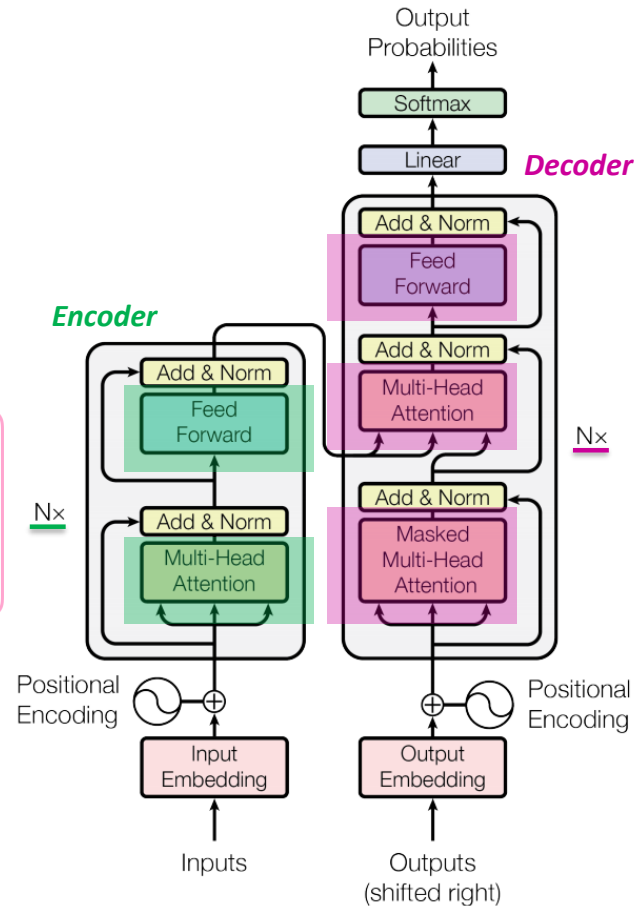 Output
Probabilities
Softmax
Linear
Decoder
Add & Norm
Feed
Forward
Add & Norm
Multi-Head
Attention
N×
Add & Norm
Masked
Multi-Head
Attention
Encoder
Add & Norm
Feed
Forward
N×
Add & Norm
Multi-Head
Attention
Positional
Encoding
Positional
Encoding
Input
Embedding
Output
Embedding
Inputs
Outputs
(shifted right)